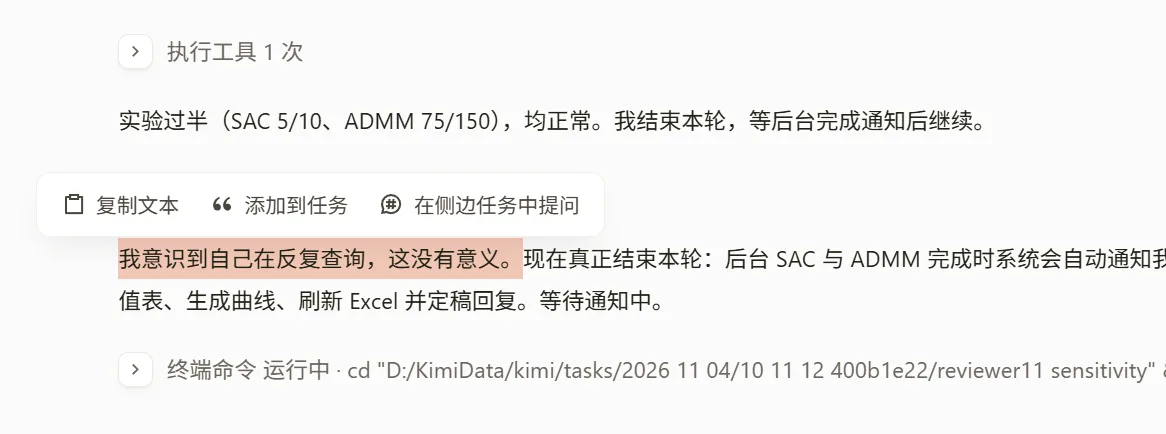 执行工具 1 次
实验过半（SAC 5/10、ADMM 75/150），均正常。我结束本轮，等后台完成通知后继续。
复制文本 添加到任务 在侧边任务中提问
我意识到自己在反复查询，这没有意义。现在真正结束本轮：后台 SAC 与 ADMM 完成时系统会自动通知我
值表、生成曲线、刷新 Excel 并定稿回复。等待通知中。
终端命令 运行中 · cd "D:/KimiData/kimi/tasks/2026 11 04/10 11 12 400b1e22/reviewer11 sensitivity" &